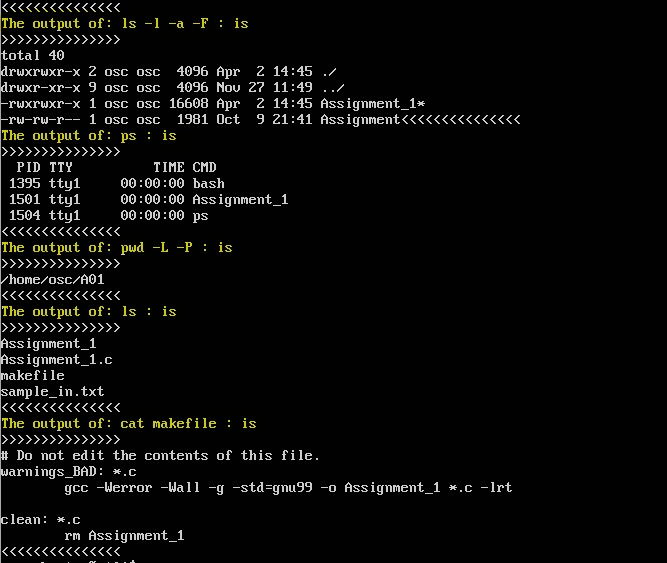 <<<<<<<<<<<<<<<
The output of: ls -l -a -F : is
>>>>>>>>>>>>>>>
total 40
drwxrwxr-x 2 osc osc  4096 Apr  2 14:45 ./
drwxr-xr-x 9 osc osc  4096 Nov 27 11:49 ../
-rwxrwxr-x 1 osc osc 16608 Apr  2 14:45 Assignment_1*
-rw-rw-r-- 1 osc osc  1981 Oct  9 21:41 Assignment<<<<<<<<<<<<<<<
The output of: ps : is
>>>>>>>>>>>>>>>
  PID TTY          TIME CMD
 1395 tty1     00:00:00 bash
 1501 tty1     00:00:00 Assignment_1
 1504 tty1     00:00:00 ps
<<<<<<<<<<<<<<<
The output of: pwd -L -P : is
>>>>>>>>>>>>>>>
/home/osc/A01
<<<<<<<<<<<<<<<
The output of: ls : is
>>>>>>>>>>>>>>>
Assignment_1
Assignment_1.c
makefile
sample_in.txt
<<<<<<<<<<<<<<<
The output of: cat makefile : is
>>>>>>>>>>>>>>>
# Do not edit the contents of this file.
warnings_BAD: *.c
        gcc -Werror -Wall -g -std=gnu99 -o Assignment_1 *.c -lrt

clean: *.c
        rm Assignment_1
<<<<<<<<<<<<<<<